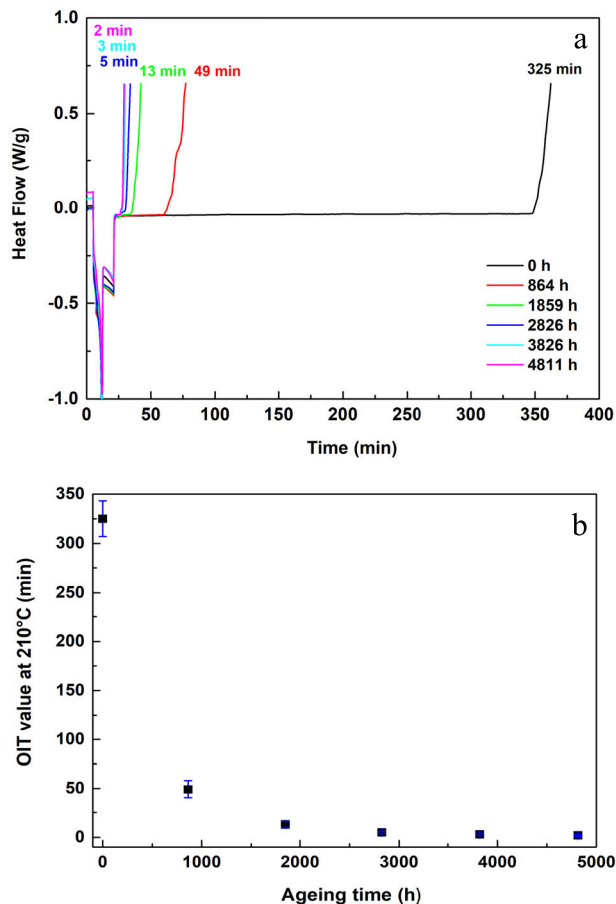 a
2 min
3 min
5 min
13 min 49 min
325 min
1.0
0.5
0.0
-0.5
-1.0
Heat Flow (W/g)
0 h
864 h
1859 h
2826 h
3826 h
4811 h
0 50 100 150 200 250 300 350 400
Time (min)
b
350
300
250
200
150
100
50
0
OIT value at 210°C (min)
0 1000 2000 3000 4000 5000
Ageing time (h)